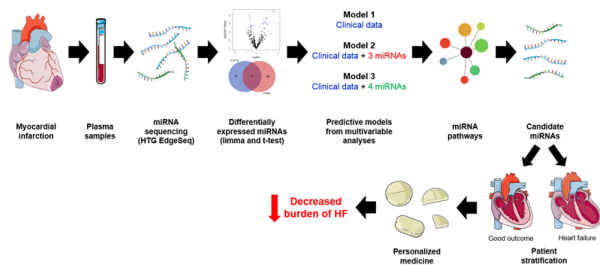 Model 1
Clinical data
Model 2
Clinical data + 3 miRNAs
Model 3
Clinical data + 4 miRNAs
Myocardial
infarction
Plasma
samples
miRNA
sequencing
(HTG EdgeSeq)
Differentially
expressed miRNAs
(limma and t-test)
Predictive models
from multivariable
analyses
miRNA
pathways
Candidate
miRNAs
Decreased
burden of HF
Personalized
medicine
Good outcome
Heart failure
Patient
stratification